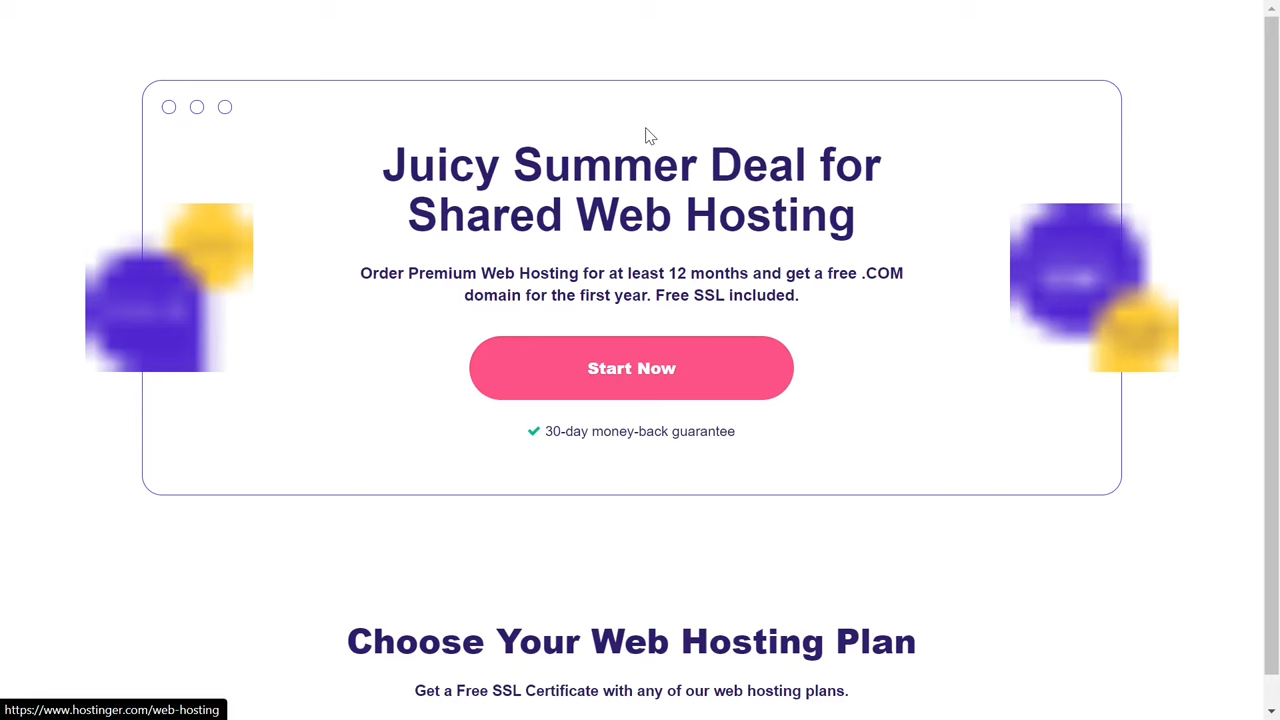 Juicy Summer Deal for
Shared Web Hosting
Order Premium Web Hosting for at least 12 months and get a free .COM
domain for the first year. Free SSL included.
Start Now
30-day money-back guarantee
Choose Your Web Hosting Plan
Get a Free SSL Certificate with any of our web hosting plans.
https://www.hostinger.com/web-hosting